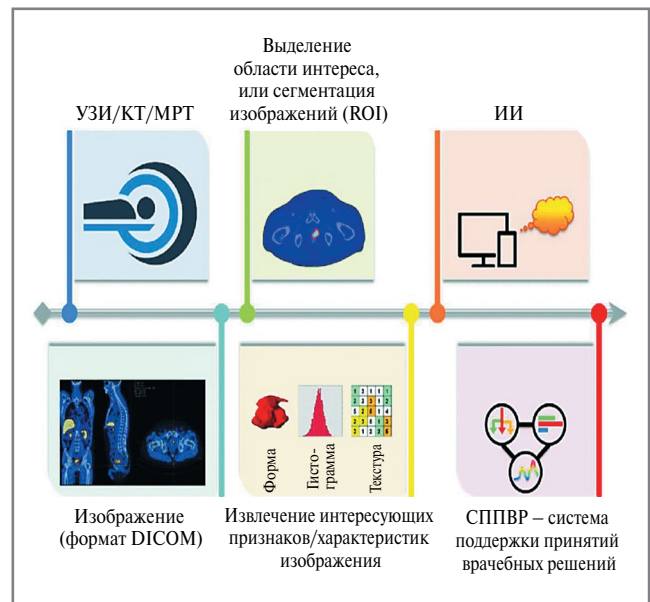 Выделение
области интереса,
или сегментация
изображений (ROI)
УЗИ/КТ/МРТ
ИИ
Форма
Гисто-
грамма
Текстура
Изображение
(формат DICOM)
Извлечение интересующих
признаков/характеристик
изображения
СППВР – система
поддержки принятий
врачебных решений